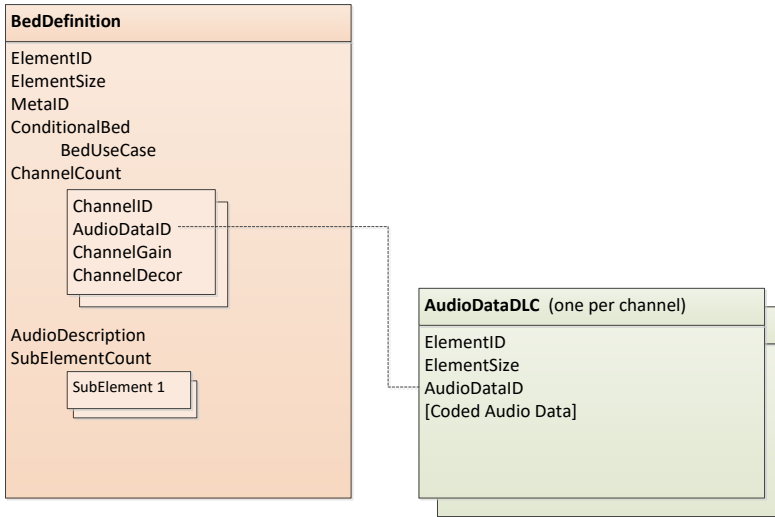 BedDefinition
ElementID
ElementSize
MetaID
ConditionalBed
BedUseCase
ChannelCount
ChannelID
AudioDataID
ChannelGain
ChannelDecor
AudioDescription
SubElementCount
SubElement 1
AudioDataDLC (one per channel)
ElementID
ElementSize
AudioDataID
[Coded Audio Data]